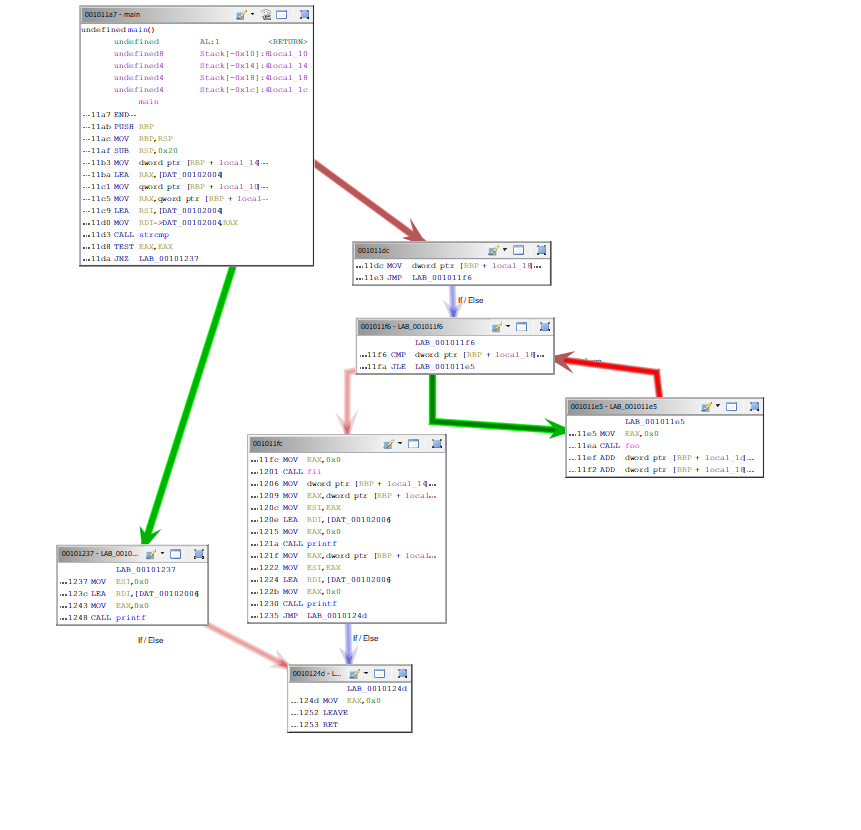 001011a7 - main
undefined main()
undefined AL:1 <RETURN>
undefined8 Stack[-0x10]:8 local_10
undefined4 Stack[-0x14]:4 local_14
undefined4 Stack[-0x18]:4 local_18
undefined4 Stack[-0x1c]:4 local_1c
main
...11a7 END...
...11ab PUSH RBP
...11ac MOV RBP,RSP
...11af SUB RSP,0x20
...11b3 MOV dword ptr [RBP + local_14]...
...11ba LEA RAX,[DAT_00102004]
...11c1 MOV qword ptr [RBP + local_10]...
...11c5 MOV RAX,qword ptr [RBP + local...
...11c9 LEA RSI,[DAT_00102004]
...11d0 MOV RDI=>DAT_00102004,RAX
...11d3 CALL strcmp
...11d8 TEST EAX,EAX
...11da JNZ LAB_00101237
001011dc
...11dc MOV dword ptr [RBP + local_18]...
...11e3 JMP LAB_001011f6
If / Else
001011f6 - LAB_001011f6
LAB_001011f6
...11f6 CMP dword ptr [RBP + local_18]...
...11fa JLE LAB_001011e5
001011e5 - LAB_001011e5
LAB_001011e5
...11e5 MOV EAX,0x0
...11ea CALL foo
...11ef ADD dword ptr [RBP + local_1c]...
...11f2 ADD dword ptr [RBP + local_18]...
001011fc
...11fc MOV EAX,0x0
...1201 CALL fii
...1206 MOV dword ptr [RBP + local_14]...
...1209 MOV EAX,dword ptr [RBP + local...
...120c MOV ESI,EAX
...120e LEA RDI,[DAT_00102006]
...1215 MOV EAX,0x0
...121a CALL printf
...121f MOV EAX,dword ptr [RBP + local...
...1222 MOV ESI,EAX
...1224 LEA RDI,[DAT_00102006]
...122b MOV EAX,0x0
...1230 CALL printf
...1235 JMP LAB_0010124d
00101237 - LAB_0010...
LAB_00101237
...1237 MOV ESI,0x0
...123c LEA RDI,[DAT_00102006]
...1243 MOV EAX,0x0
...1248 CALL printf
If / Else
If / Else
0010124d - L...
LAB_0010124d
...124d MOV EAX,0x0
...1252 LEAVE
...1253 RET